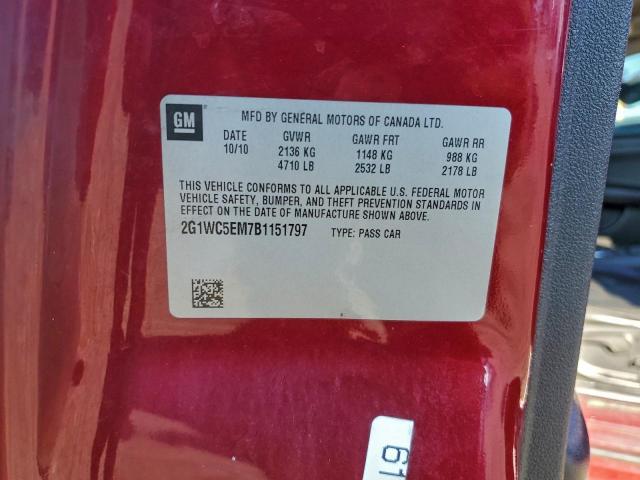 GM
MFD BY GENERAL MOTORS OF CANADA LTD.
DATE GVWR GAWR FRT GAWR RR
10/10 2136 KG 1148 KG 988 KG
4710 LB 2532 LB 2178 LB
THIS VEHICLE CONFORMS TO ALL APPLICABLE U.S. FEDERAL MOTOR
VEHICLE SAFETY, BUMPER, AND THEFT PREVENTION STANDARDS IN
EFFECT ON THE DATE OF MANUFACTURE SHOWN ABOVE.
2G1WC5EM7B1151797 TYPE: PASS CAR
61